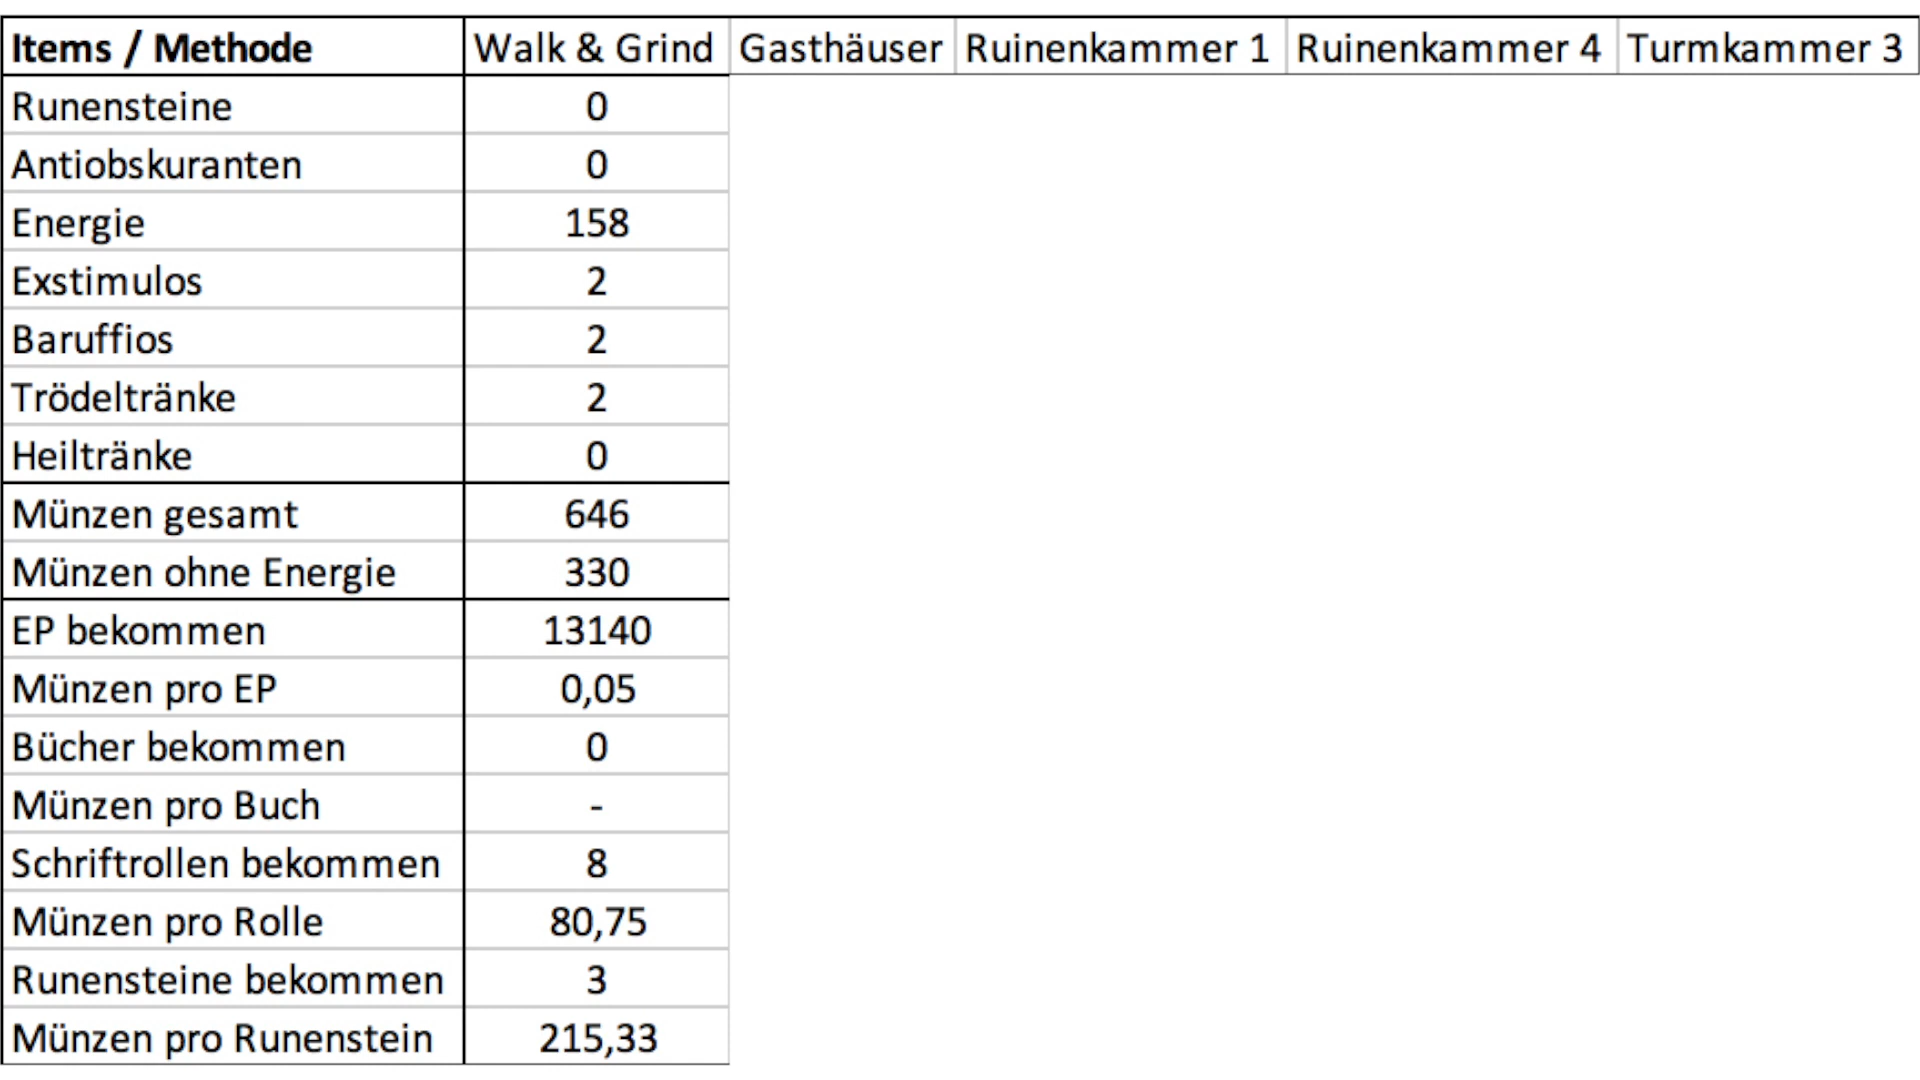 Items / Methode Walk & Grind Gasthäuser Ruinenkammer 1 Ruinenkammer 4 Turmkammer 3
Runensteine 0
Antiobskuranten 0
Energie 158
Exstimulos 2
Baruffios 2
Trödeltränke 2
Heiltränke 0
Münzen gesamt 646
Münzen ohne Energie 330
EP bekommen 13140
Münzen pro EP 0,05
Bücher bekommen 0
Münzen pro Buch -
Schriftrollen bekommen 8
Münzen pro Rolle 80,75
Runensteine bekommen 3
Münzen pro Runenstein 215,33